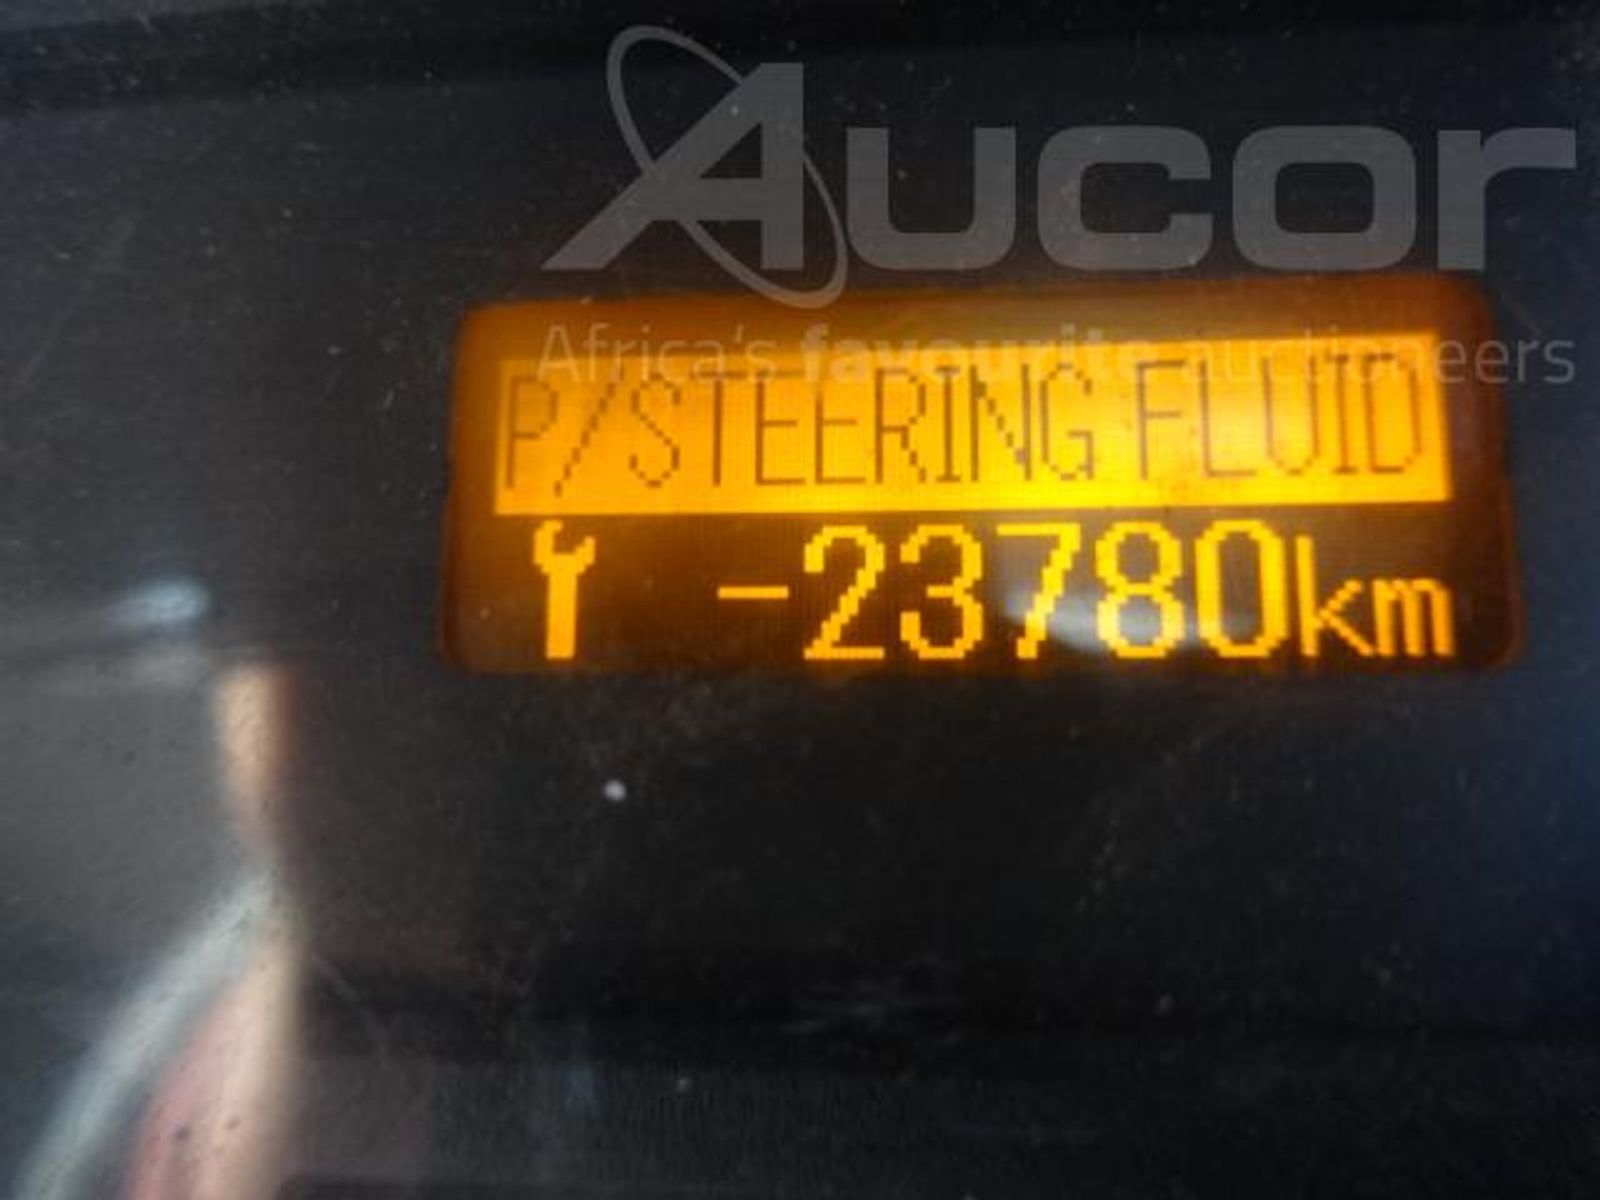 Aucor
Africa's favourite auctioneers
P/STEERING FLUID
-23780km